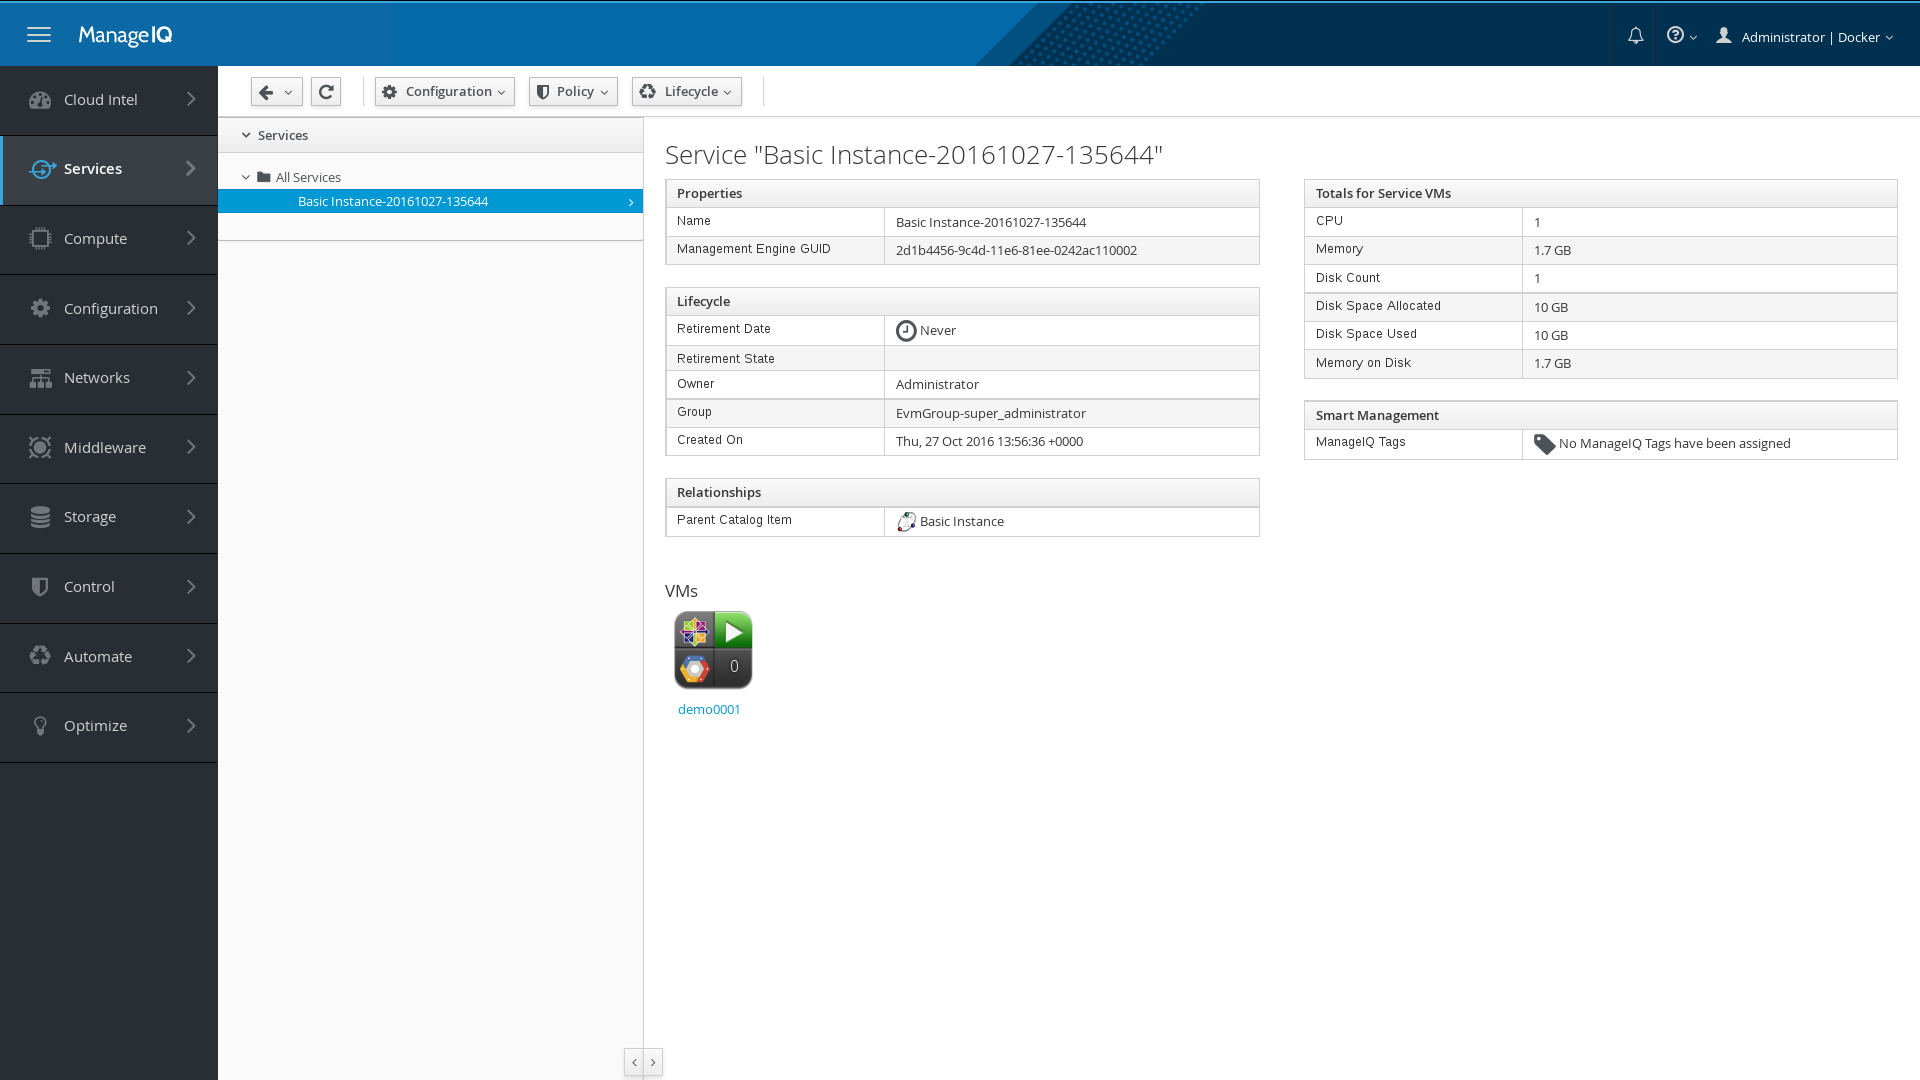 ManageIQ
Administrator | Docker
Cloud Intel
Services
Compute
Configuration
Networks
Middleware
Storage
Control
Automate
Optimize
Configuration
Policy
Lifecycle
Services
All Services
Basic Instance-20161027-135644
Service "Basic Instance-20161027-135644"
Properties
Name Basic Instance-20161027-135644
Management Engine GUID 2d1b4456-9c4d-11e6-81ee-0242ac110002
Lifecycle
Retirement Date Never
Retirement State
Owner Administrator
Group EvmGroup-super_administrator
Created On Thu, 27 Oct 2016 13:56:36 +0000
Relationships
Parent Catalog Item Basic Instance
VMs
0
demo0001
Totals for Service VMs
CPU 1
Memory 1.7 GB
Disk Count 1
Disk Space Allocated 10 GB
Disk Space Used 10 GB
Memory on Disk 1.7 GB
Smart Management
ManageIQ Tags No ManageIQ Tags have been assigned